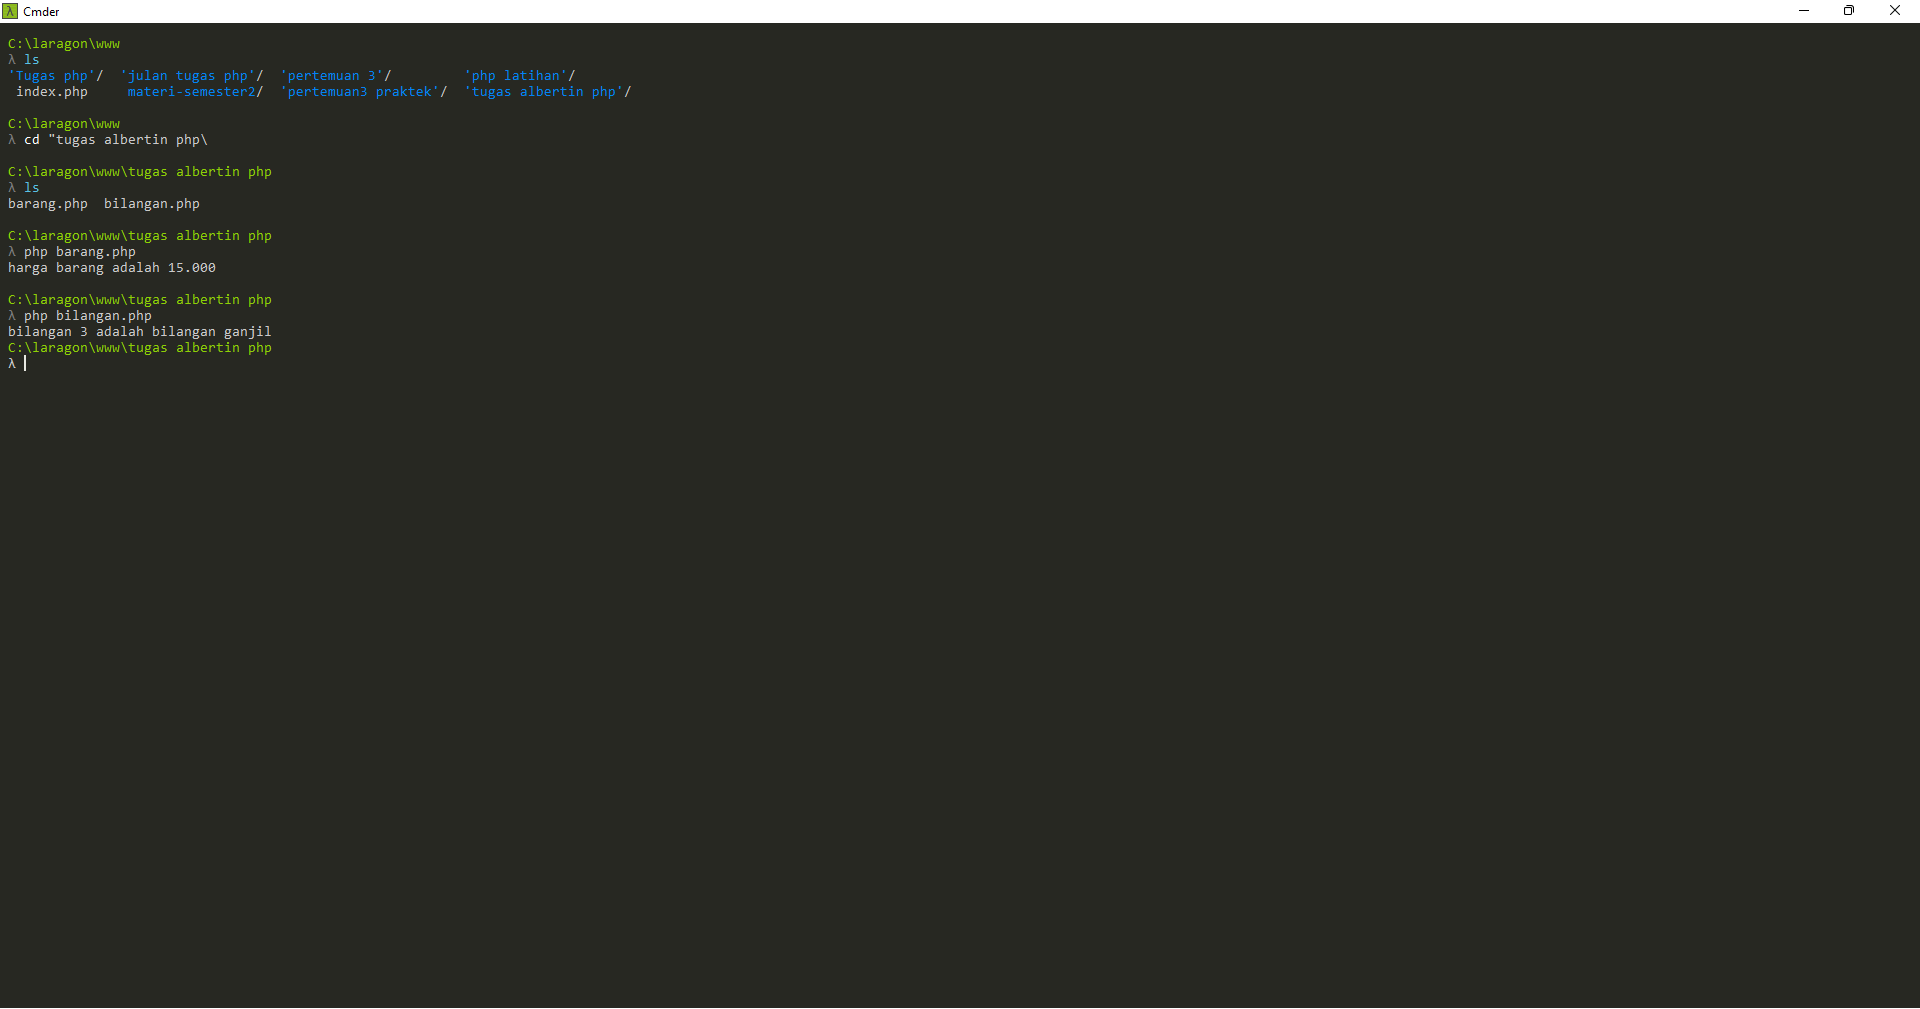 Cmder
C:\laragon\www
λ ls
'Tugas php'/  'julan tugas php'/  'pertemuan 3'/         'php latihan'/
 index.php     materi-semester2/  'pertemuan3 praktek'/  'tugas albertin php'/
C:\laragon\www
λ cd "tugas albertin php\
C:\laragon\www\tugas albertin php
λ ls
barang.php  bilangan.php
C:\laragon\www\tugas albertin php
λ php barang.php
harga barang adalah 15.000
C:\laragon\www\tugas albertin php
λ php bilangan.php
bilangan 3 adalah bilangan ganjil
C:\laragon\www\tugas albertin php
λ